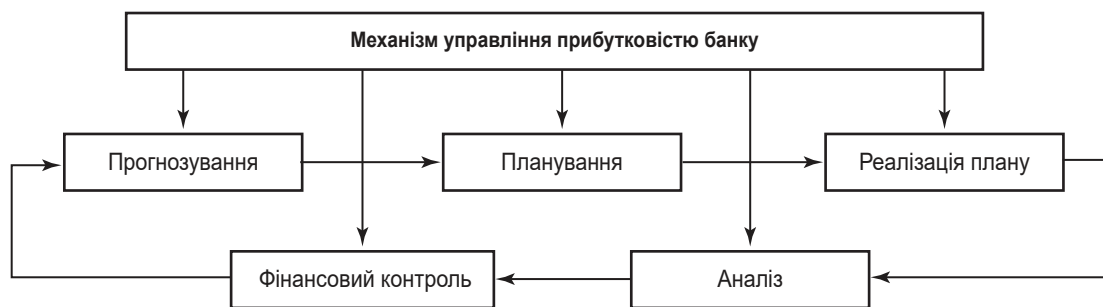 Механізм управління прибутковістю банку
Прогнозування
Планування
Реалізація плану
Фінансовий контроль
Аналіз